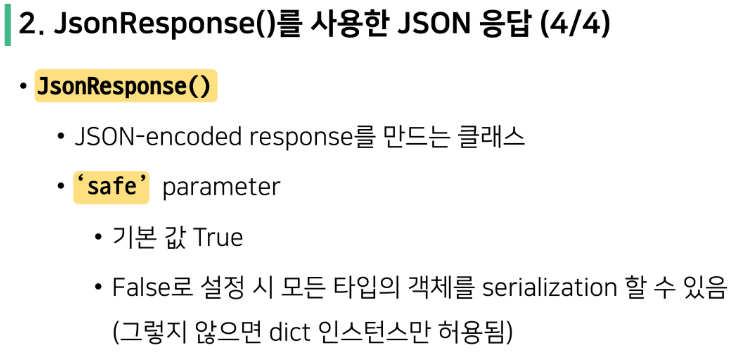 2. JsonResponse()를 사용한 JSON 응답 (4/4)
• JsonResponse()
• JSON-encoded response를 만드는 클래스
• ‘safe’ parameter
• 기본 값 True
• False로 설정 시 모든 타입의 객체를 serialization 할 수 있음
(그렇지 않으면 dict 인스턴스만 허용됨)